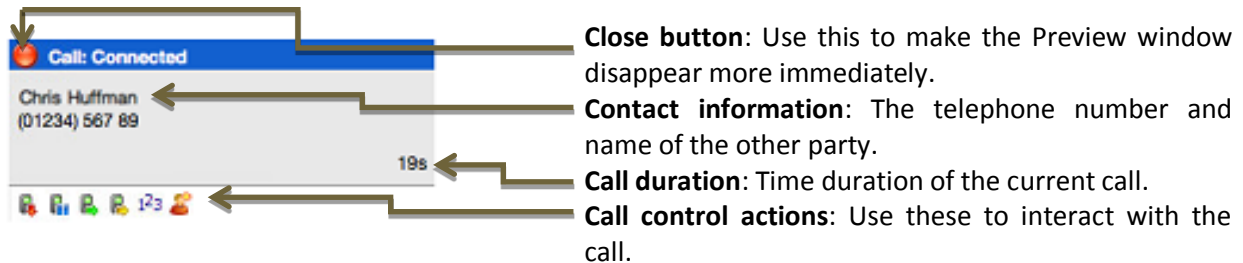 Call: Connected
Chris Huffman
(01234) 567 89
19s
123
Close button: Use this to make the Preview window
disappear more immediately.
Contact information: The telephone number and
name of the other party.
Call duration: Time duration of the current call.
Call control actions: Use these to interact with the
call.